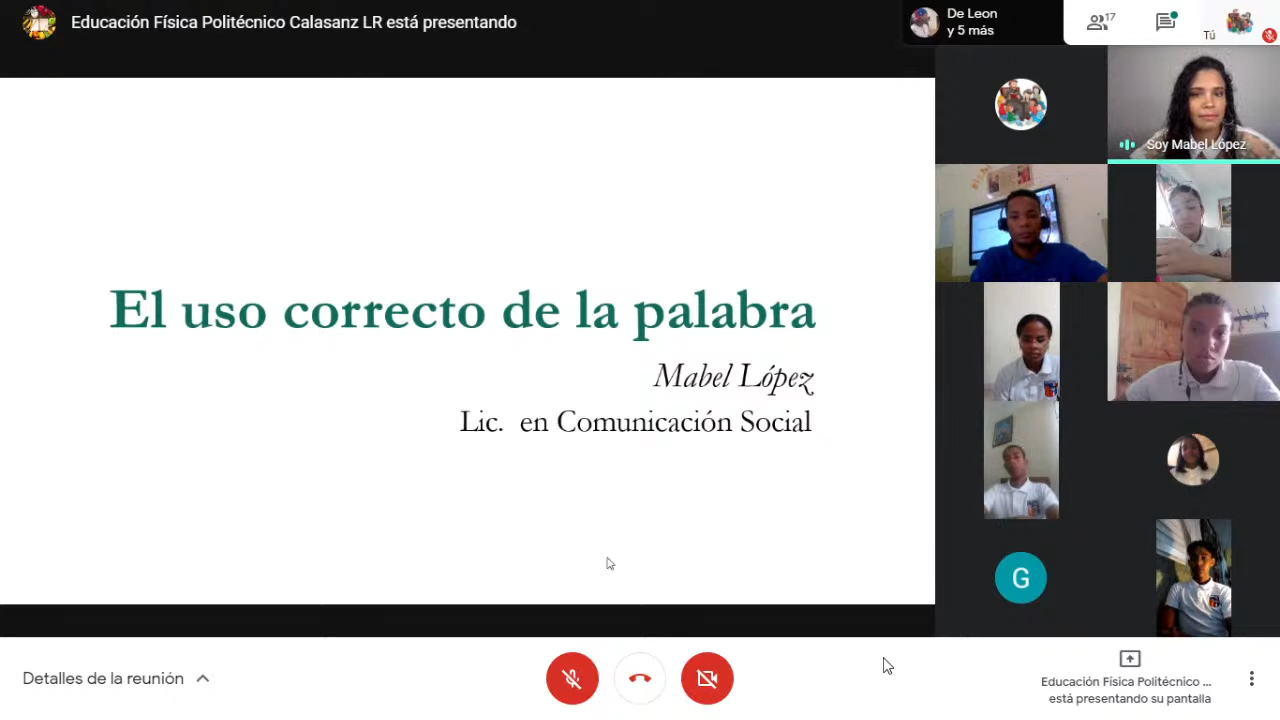 Educación Física Politécnico Calasanz LR está presentando
De Leon
y 5 más
17
Tú
Soy Mabel López
El uso correcto de la palabra
Mabel López
Lic. en Comunicación Social
G
Detalles de la reunión
Educación Física Politécnico ...
está presentando su pantalla